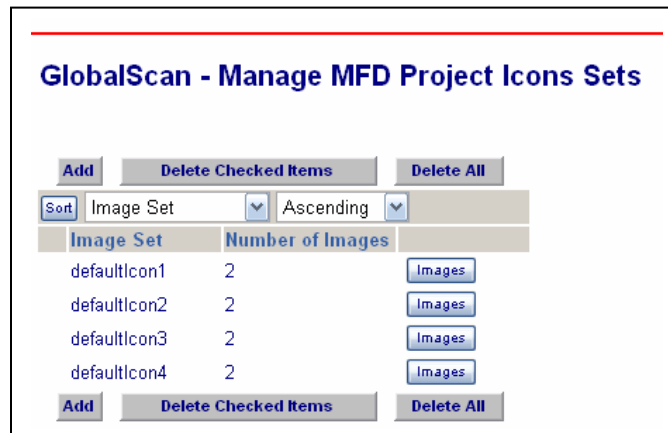 GlobalScan - Manage MFD Project Icons Sets
Add Delete Checked Items Delete All
Sort Image Set Ascending
Image Set Number of Images
defaultIcon1 2 Images
defaultIcon2 2 Images
defaultIcon3 2 Images
defaultIcon4 2 Images
Add Delete Checked Items Delete All